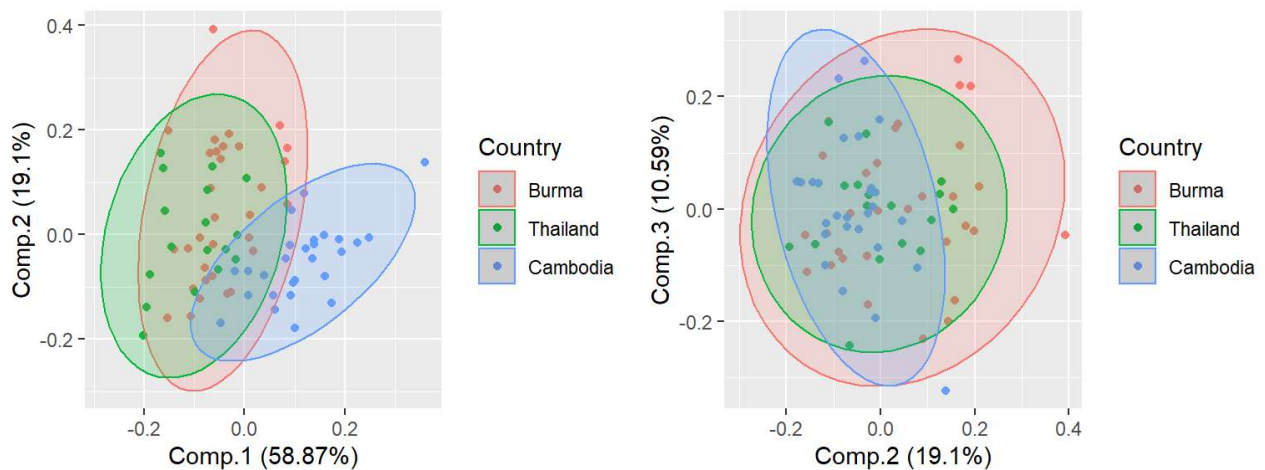 0.4
0.2
0.0
-0.2
Comp.2 (19.1%)
-0.2
0.0
0.2
Comp.1 (58.87%)
Country
Burma
Thailand
Cambodia
0.2
0.0
-0.2
Comp.3 (10.59%)
-0.2
0.0
0.2
0.4
Comp.2 (19.1%)
Country
Burma
Thailand
Cambodia